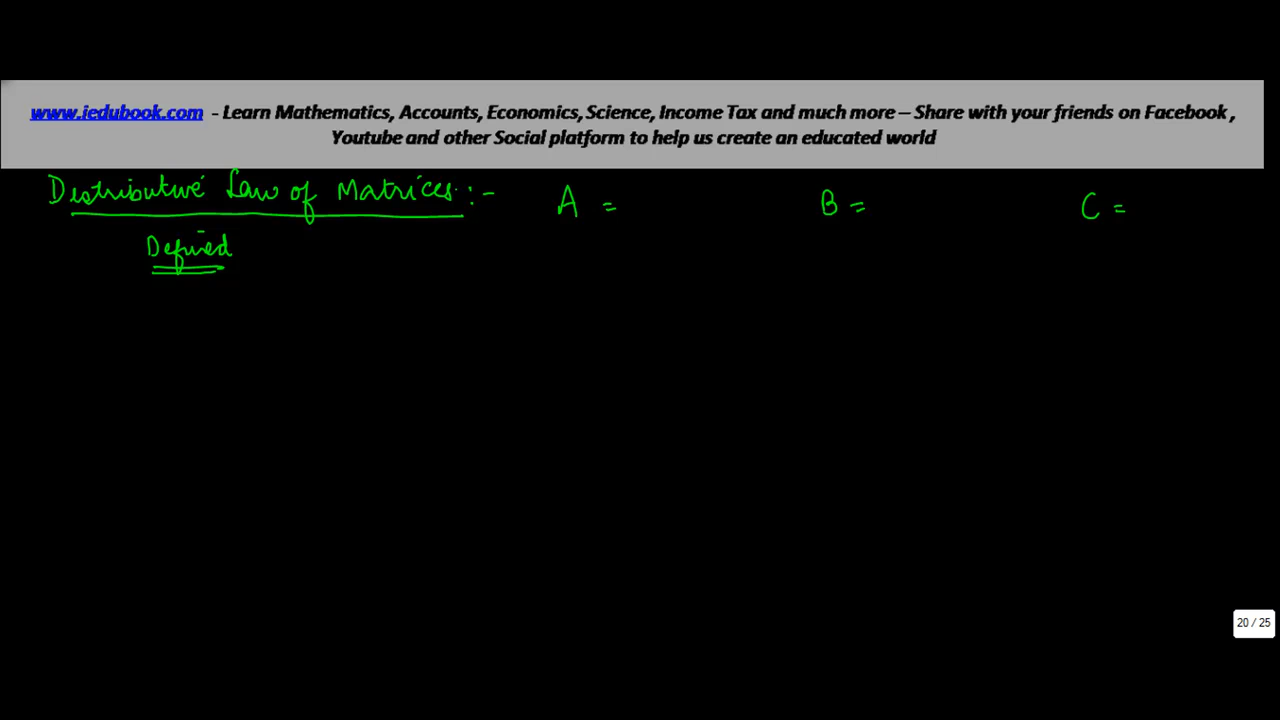 www.iedubook.com - Learn Mathematics, Accounts, Economics, Science, Income Tax and much more – Share with your friends on Facebook ,
Youtube and other Social platform to help us create an educated world
Distributive Law of Matrices :- A = B = C =
Defined
20 / 25